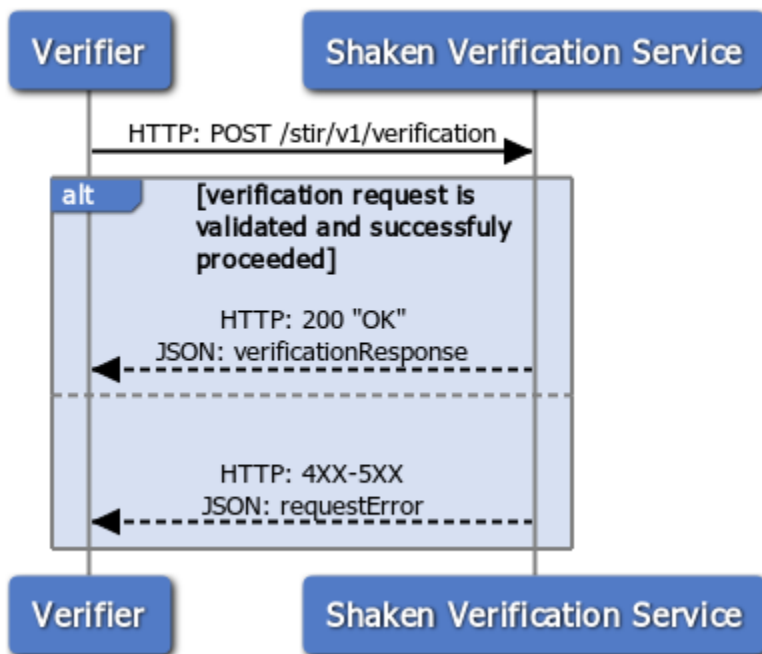 Verifier
Shaken Verification Service
HTTP: POST /stir/v1/verification
alt
[verification request is
validated and successfuly
proceeded]
HTTP: 200 "OK"
JSON: verificationResponse
HTTP: 4XX-5XX
JSON: requestError
Verifier
Shaken Verification Service